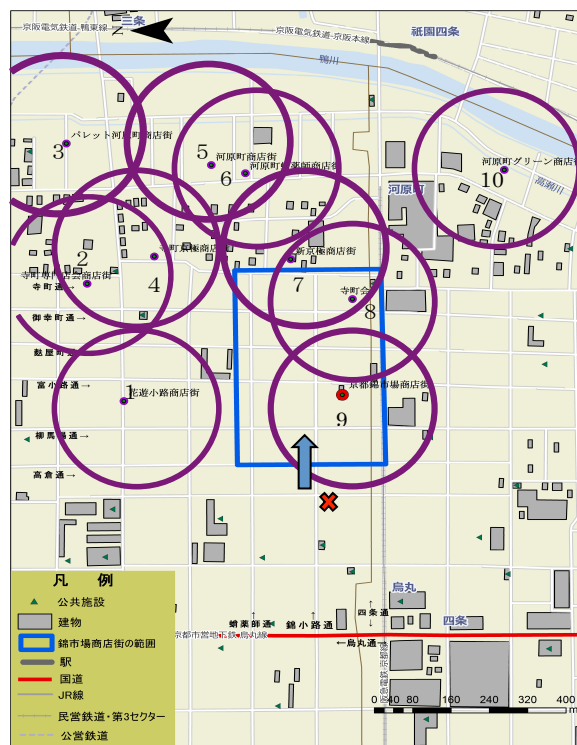 三条
N
京阪電気鉄道-鴨東線
京阪電気鉄道-京阪本線
祇園四条
鴨川
パレット河原町商店街
3
5
河原町商店街
6
河原町蛸薬師商店街
河原町グリーン商店街
10
高瀬川
河原町
2
寺町京極商店街
新京極商店街
寺町専門店会商店街
4
7
寺町会
8
寺町通→
御幸町通→
麩屋町通
富小路通→
1
花遊小路商店街
京都錦市場商店街
9
柳馬場通→
高倉通→
凡 例
公共施設
建物
錦市場商店街の範囲
駅
国道
JR線
民営鉄道・第3セクター
公営鉄道
烏丸
四条
↑
蛸薬師通
↑
錦小路通
↑
四条通
↓
京都市営地下鉄-烏丸線
←烏丸通→
阪急電鉄-京都線
0 40 80 160 240 320 400
m